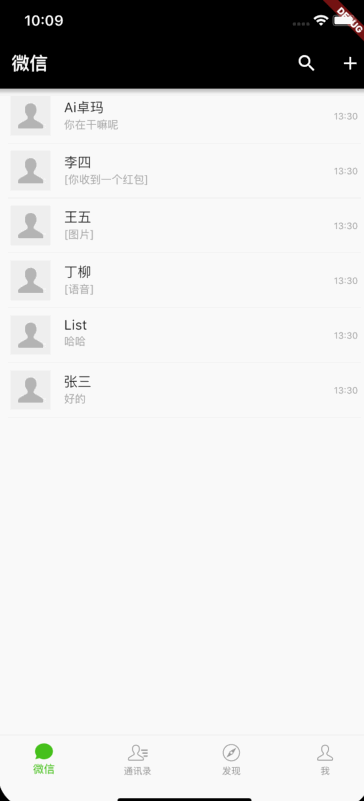 10:09
DEBUG
微信
Ai卓玛
你在干嘛呢
13:30
李四
[你收到一个红包]
13:30
王五
[图片]
13:30
丁柳
[语音]
13:30
List
哈哈
13:30
张三
好的
13:30
微信
通讯录
发现
我